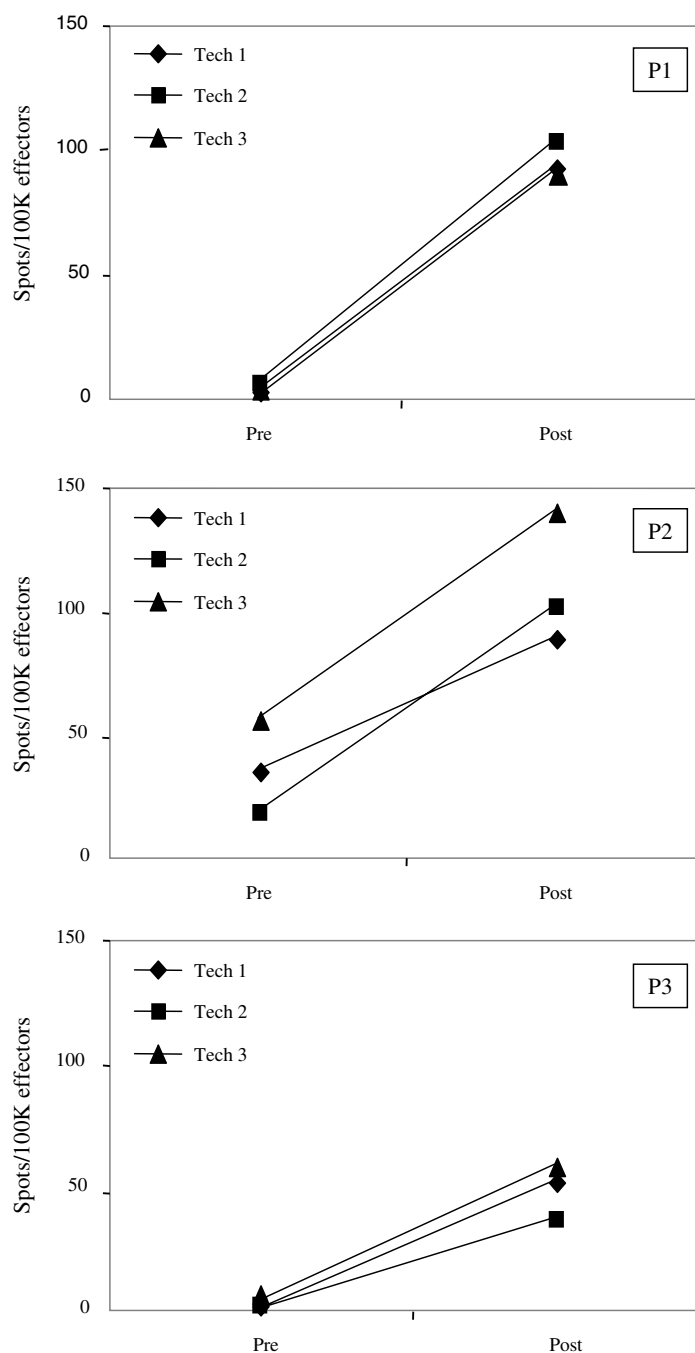 150
Tech 1
P1
Tech 2
Tech 3
100
50
0
Spots/100K effectors
Pre
Post
150
Tech 1
P2
Tech 2
Tech 3
100
50
0
Spots/100K effectors
Pre
Post
150
Tech 1
P3
Tech 2
Tech 3
100
50
0
Spots/100K effectors
Pre
Post